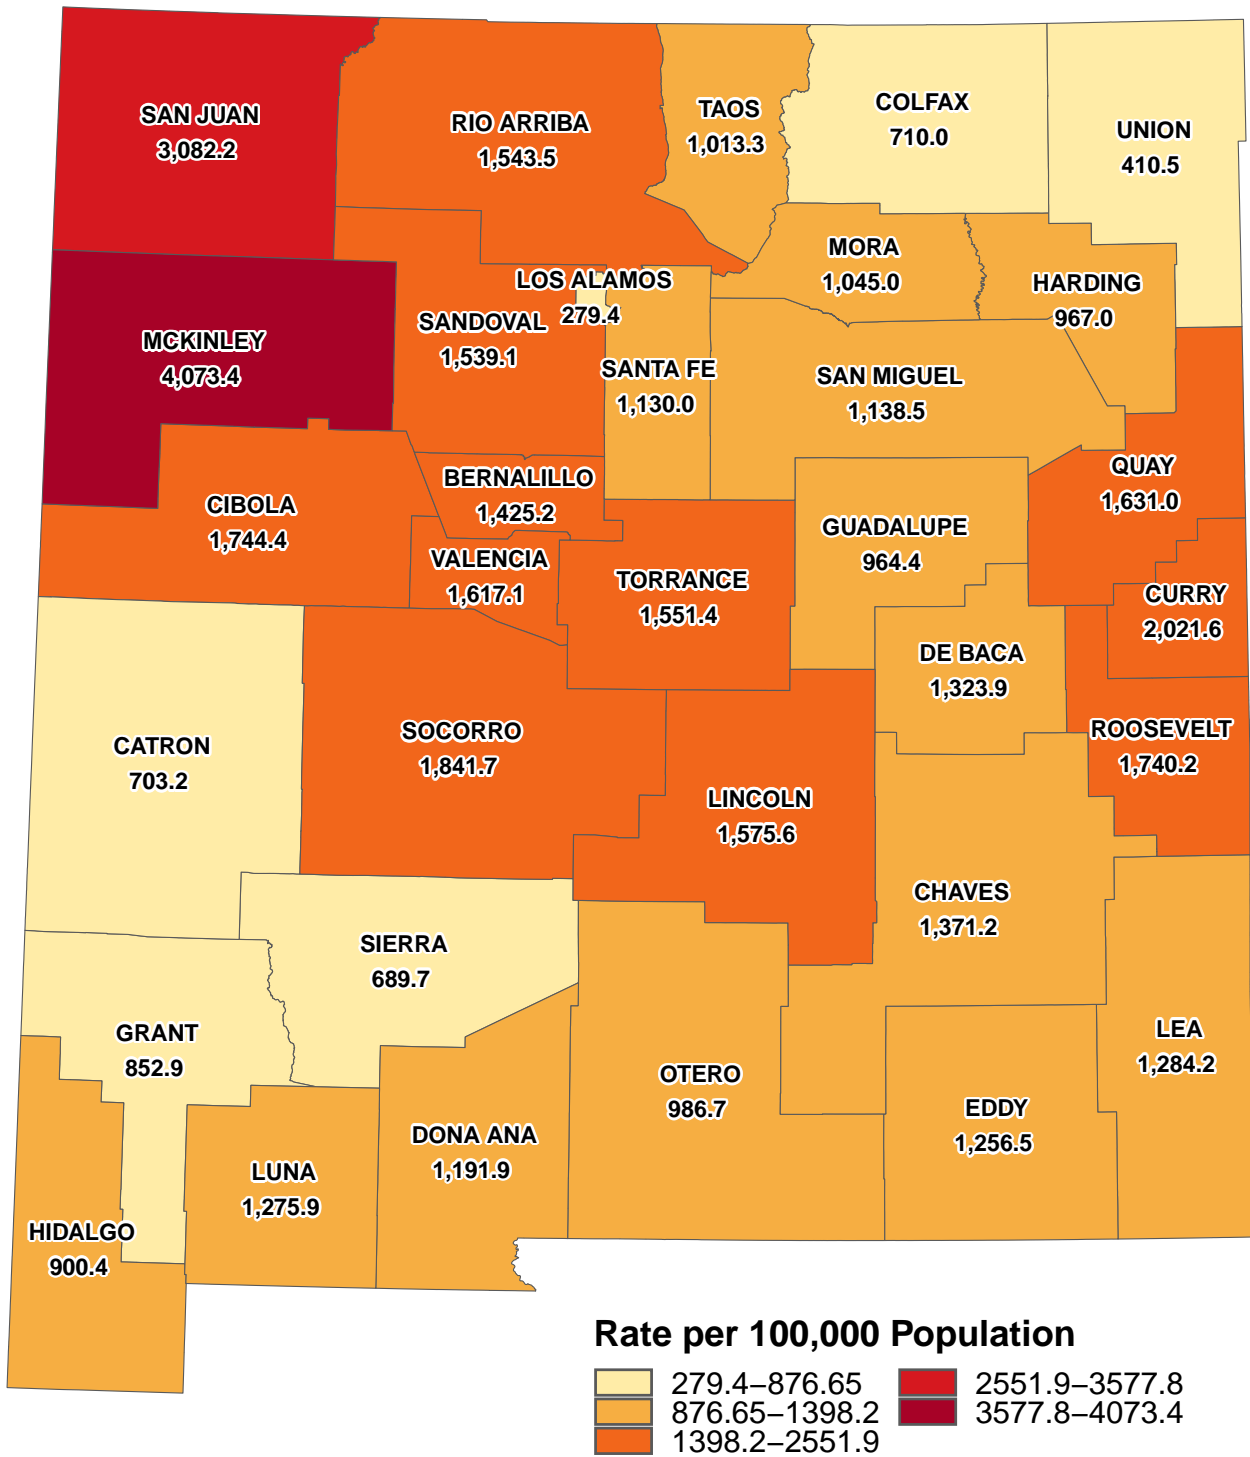 SAN JUAN
3,082.2
RIO ARRIBA
1,543.5
TAOS
1,013.3
COLFAX
710.0
UNION
410.5
MORA
1,045.0
HARDING
967.0
LOS ALAMOS
279.4
SANDOVAL
1,539.1
MCKINLEY
4,073.4
SANTA FE
1,130.0
SAN MIGUEL
1,138.5
QUAY
1,631.0
BERNALILLO
1,425.2
CIBOLA
1,744.4
GUADALUPE
964.4
VALENCIA
1,617.1
TORRANCE
1,551.4
CURRY
2,021.6
DE BACA
1,323.9
ROOSEVELT
1,740.2
SOCORRO
1,841.7
CATRON
703.2
LINCOLN
1,575.6
CHAVES
1,371.2
SIERRA
689.7
GRANT
852.9
LEA
1,284.2
OTERO
986.7
EDDY
1,256.5
DONA ANA
1,191.9
LUNA
1,275.9
HIDALGO
900.4
Rate per 100,000 Population
279.4–876.65
876.65–1398.2
1398.2–2551.9
2551.9–3577.8
3577.8–4073.4